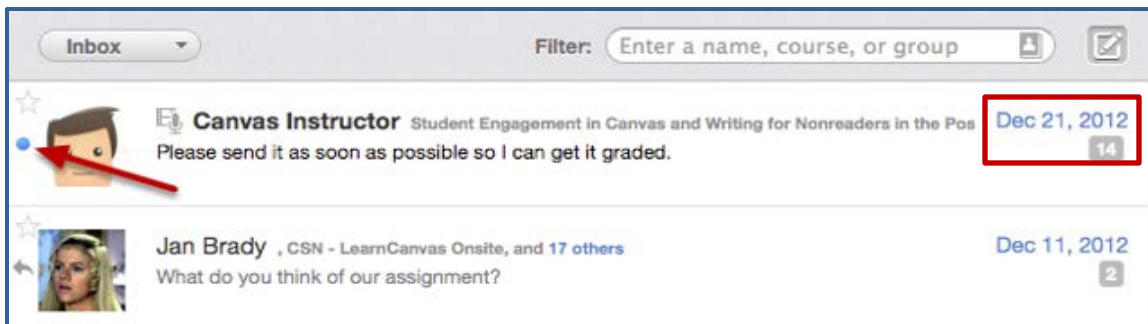 Inbox Filter: Enter a name, course, or group
Canvas Instructor Student Engagement in Canvas and Writing for Nonreaders in the Pos Dec 21, 2012
Please send it as soon as possible so I can get it graded. 14
Jan Brady , CSN - LearnCanvas Onsite, and 17 others Dec 11, 2012
What do you think of our assignment? 2